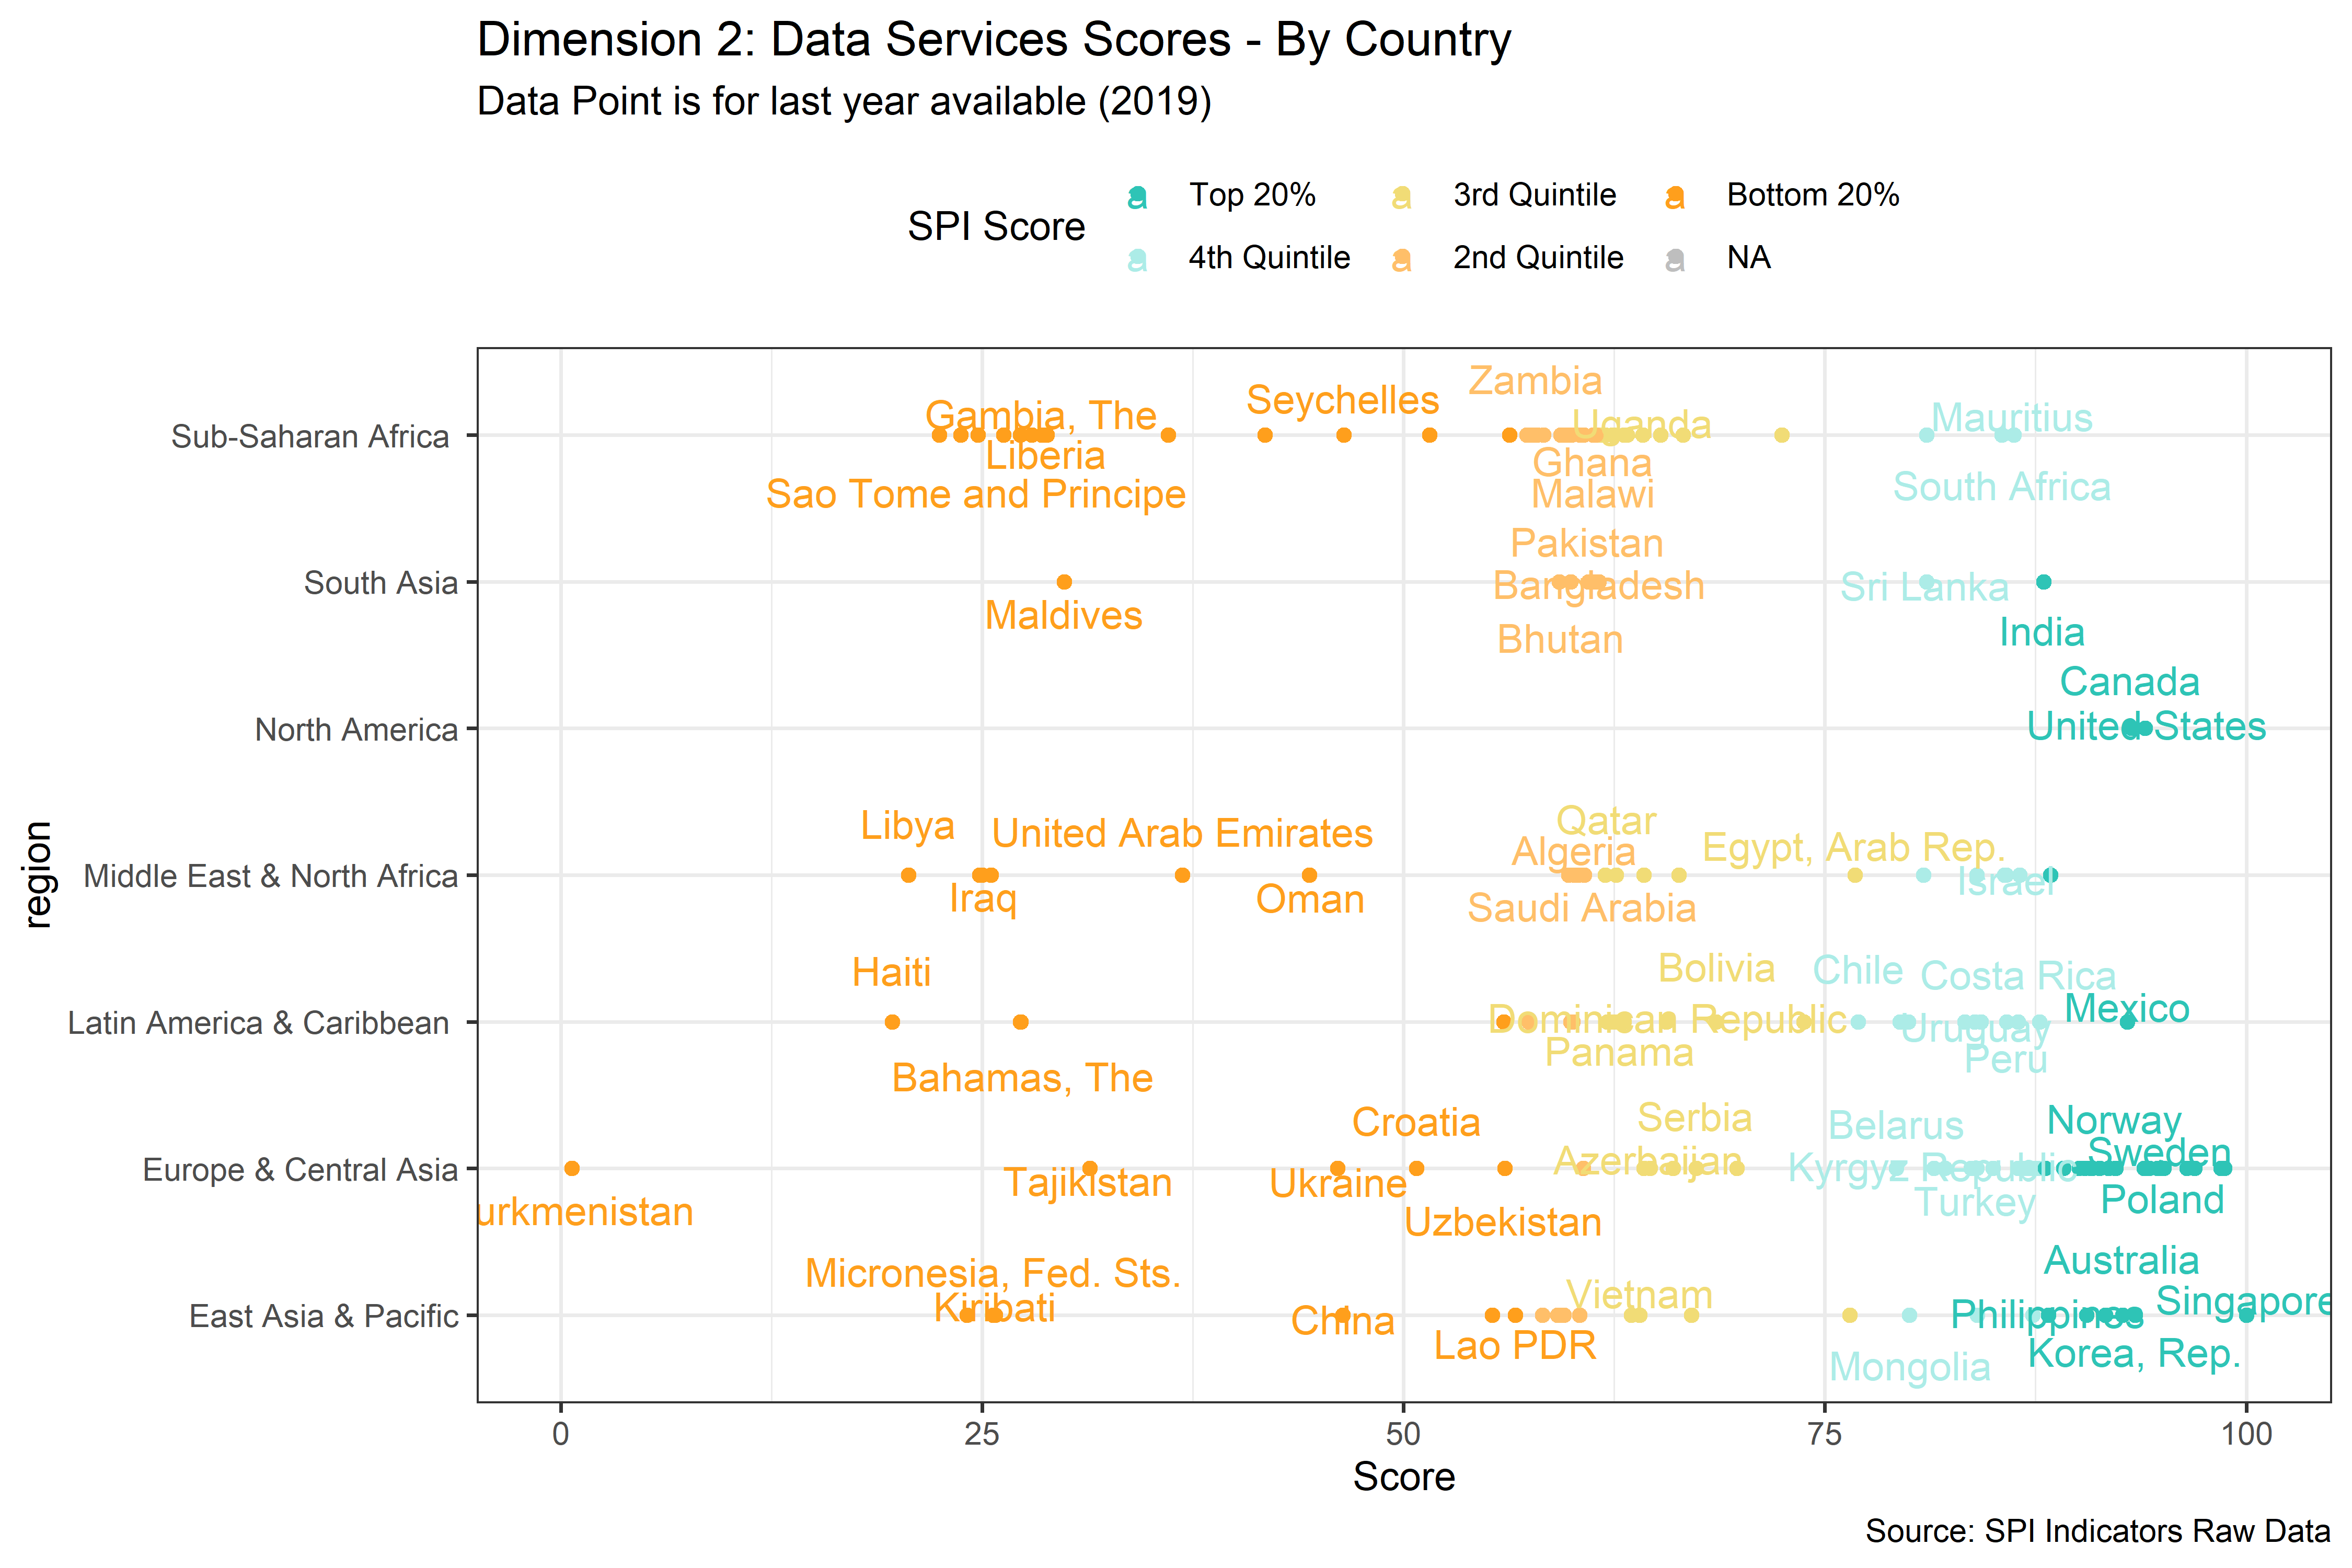 Dimension 2: Data Services Scores - By Country
Data Point is for last year available (2019)
SPI Score
a Top 20%
a 3rd Quintile
a Bottom 20%
a 4th Quintile
a 2nd Quintile
a NA
region
Sub-Saharan Africa
Zambia
Seychelles
Gambia, The
Uganda
Mauritius
Liberia
Ghana
Sao Tome and Principe
Malawi
South Africa
South Asia
Pakistan
Bangladesh
Sri Lanka
Maldives
Bhutan
India
North America
Canada
United States
Middle East & North Africa
Libya
United Arab Emirates
Qatar
Algeria
Egypt, Arab Rep.
Iraq
Oman
Saudi Arabia
Israel
Latin America & Caribbean
Haiti
Bolivia
Chile
Costa Rica
Mexico
Dominican Republic
Uruguay
Panama
Peru
Bahamas, The
Europe & Central Asia
Croatia
Serbia
Belarus
Norway
Sweden
Azerbaijan
Kyrgyz Republic
Tajikistan
Ukraine
Turkey
Poland
urkmenistan
Uzbekistan
East Asia & Pacific
Micronesia, Fed. Sts.
Kiribati
Vietnam
Australia
Singapore
China
Philippines
Lao PDR
Korea, Rep.
Mongolia
0
25
50
75
100
Score
Source: SPI Indicators Raw Data